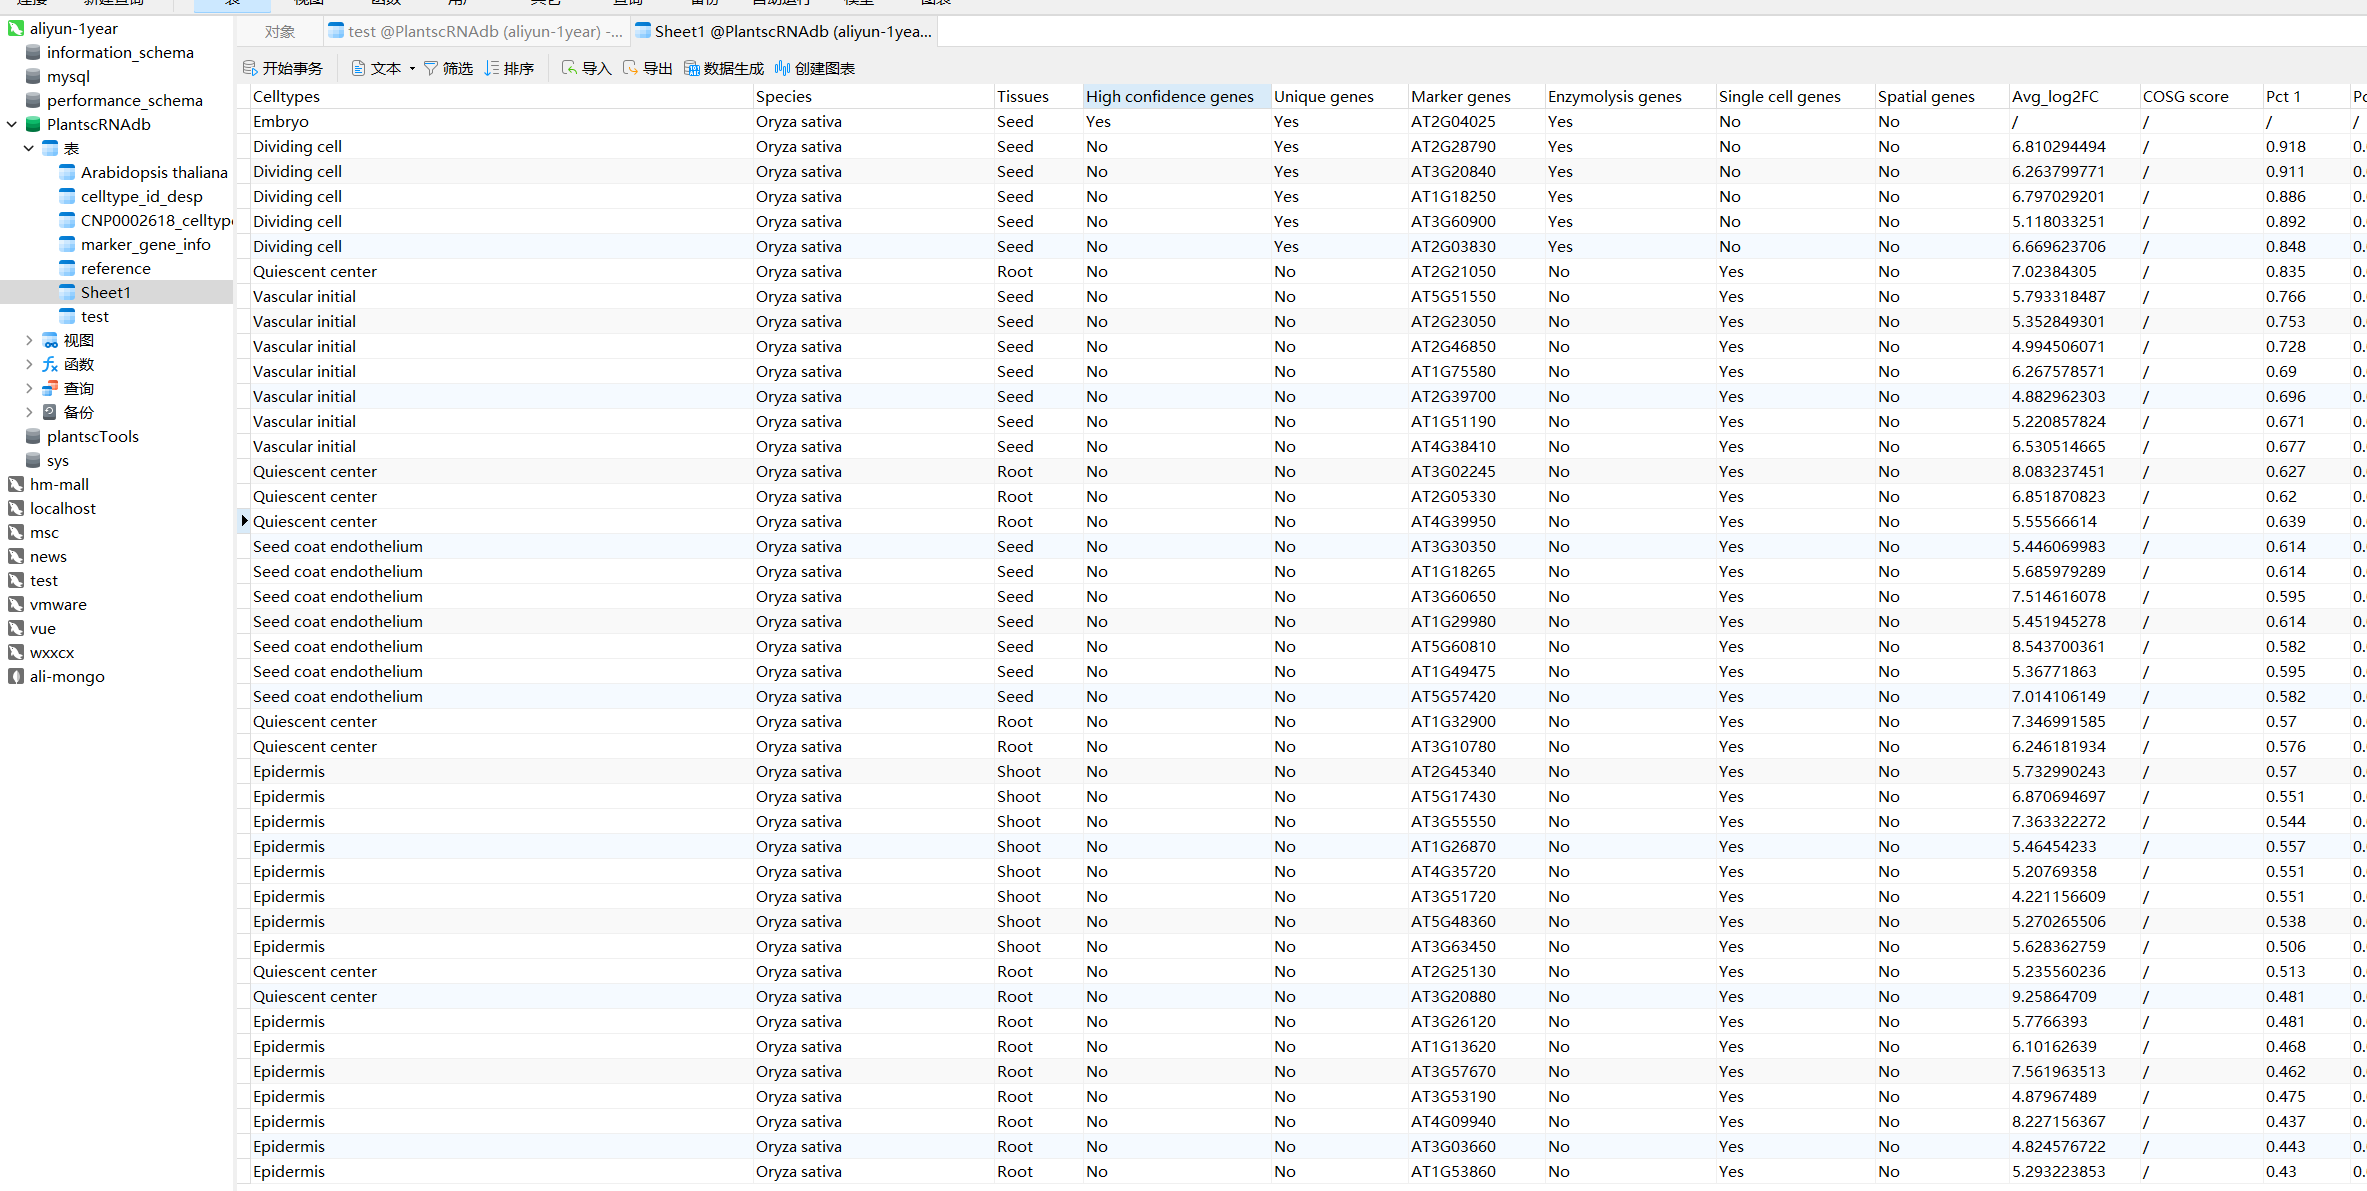 连接 新建查询 表 视图 函数 用户 其它 查询 备份 自动运行 模型 图表
aliyun-1year
information_schema
mysql
performance_schema
PlantscRNAdb
表
Arabidopsis thaliana
celltype_id_desp
CNP0002618_celltype
marker_gene_info
reference
Sheet1
test
视图
函数
查询
备份
plantscTools
sys
hm-mall
localhost
msc
news
test
vmware
vue
wxxcx
ali-mongo
对象 test @PlantscRNAdb (aliyun-1year) -... Sheet1 @PlantscRNAdb (aliyun-1yea...
开始事务 文本 筛选 排序 导入 导出 数据生成 创建图表
Celltypes Species Tissues High confidence genes Unique genes Marker genes Enzymolysis genes Single cell genes Spatial genes Avg_log2FC COSG score Pct 1
Embryo Oryza sativa Seed Yes Yes AT2G04025 Yes No No / / / /
Dividing cell Oryza sativa Seed No Yes AT2G28790 Yes No No 6.810294494 / 0.918 0.
Dividing cell Oryza sativa Seed No Yes AT3G20840 Yes No No 6.263799771 / 0.911 0.
Dividing cell Oryza sativa Seed No Yes AT1G18250 Yes No No 6.797029201 / 0.886 0.
Dividing cell Oryza sativa Seed No Yes AT3G60900 Yes No No 5.118033251 / 0.892 0.
Dividing cell Oryza sativa Seed No Yes AT2G03830 Yes No No 6.669623706 / 0.848 0.
Quiescent center Oryza sativa Root No No AT2G21050 No Yes No 7.02384305 / 0.835 0.
Vascular initial Oryza sativa Seed No No AT5G51550 No Yes No 5.793318487 / 0.766 0.
Vascular initial Oryza sativa Seed No No AT2G23050 No Yes No 5.352849301 / 0.753 0.
Vascular initial Oryza sativa Seed No No AT2G46850 No Yes No 4.994506071 / 0.728 0.
Vascular initial Oryza sativa Seed No No AT1G75580 No Yes No 6.267578571 / 0.69 0.
Vascular initial Oryza sativa Seed No No AT2G39700 No Yes No 4.882962303 / 0.696 0.
Vascular initial Oryza sativa Seed No No AT1G51190 No Yes No 5.220857824 / 0.671 0.
Vascular initial Oryza sativa Seed No No AT4G38410 No Yes No 6.530514665 / 0.677 0.
Quiescent center Oryza sativa Root No No AT3G02245 No Yes No 8.083237451 / 0.627 0.
Quiescent center Oryza sativa Root No No AT2G05330 No Yes No 6.851870823 / 0.62 0.
Quiescent center Oryza sativa Root No No AT4G39950 No Yes No 5.55566614 / 0.639 0.
Seed coat endothelium Oryza sativa Seed No No AT3G30350 No Yes No 5.446069983 / 0.614 0.
Seed coat endothelium Oryza sativa Seed No No AT1G18265 No Yes No 5.685979289 / 0.614 0.
Seed coat endothelium Oryza sativa Seed No No AT3G60650 No Yes No 7.514616078 / 0.595 0.
Seed coat endothelium Oryza sativa Seed No No AT1G29980 No Yes No 5.451945278 / 0.614 0.
Seed coat endothelium Oryza sativa Seed No No AT5G60810 No Yes No 8.543700361 / 0.582 0.
Seed coat endothelium Oryza sativa Seed No No AT1G49475 No Yes No 5.36771863 / 0.595 0.
Seed coat endothelium Oryza sativa Seed No No AT5G57420 No Yes No 7.014106149 / 0.582 0.
Quiescent center Oryza sativa Root No No AT1G32900 No Yes No 7.346991585 / 0.57 0.
Quiescent center Oryza sativa Root No No AT3G10780 No Yes No 6.246181934 / 0.576 0.
Epidermis Oryza sativa Shoot No No AT2G45340 No Yes No 5.732990243 / 0.57 0.
Epidermis Oryza sativa Shoot No No AT5G17430 No Yes No 6.870694697 / 0.551 0.
Epidermis Oryza sativa Shoot No No AT3G55550 No Yes No 7.363322272 / 0.544 0.
Epidermis Oryza sativa Shoot No No AT1G26870 No Yes No 5.46454233 / 0.557 0.
Epidermis Oryza sativa Shoot No No AT4G35720 No Yes No 5.20769358 / 0.551 0.
Epidermis Oryza sativa Shoot No No AT3G51720 No Yes No 4.221156609 / 0.551 0.
Epidermis Oryza sativa Shoot No No AT5G48360 No Yes No 5.270265506 / 0.538 0.
Epidermis Oryza sativa Shoot No No AT3G63450 No Yes No 5.628362759 / 0.506 0.
Quiescent center Oryza sativa Root No No AT2G25130 No Yes No 5.235560236 / 0.513 0.
Quiescent center Oryza sativa Root No No AT3G20880 No Yes No 9.25864709 / 0.481 0.
Epidermis Oryza sativa Root No No AT3G26120 No Yes No 5.7766393 / 0.481 0.
Epidermis Oryza sativa Root No No AT1G13620 No Yes No 6.10162639 / 0.468 0.
Epidermis Oryza sativa Root No No AT3G57670 No Yes No 7.561963513 / 0.462 0.
Epidermis Oryza sativa Root No No AT3G53190 No Yes No 4.87967489 / 0.475 0.
Epidermis Oryza sativa Root No No AT4G09940 No Yes No 8.227156367 / 0.437 0.
Epidermis Oryza sativa Root No No AT3G03660 No Yes No 4.824576722 / 0.443 0.
Epidermis Oryza sativa Root No No AT1G53860 No Yes No 5.293223853 / 0.43 0.